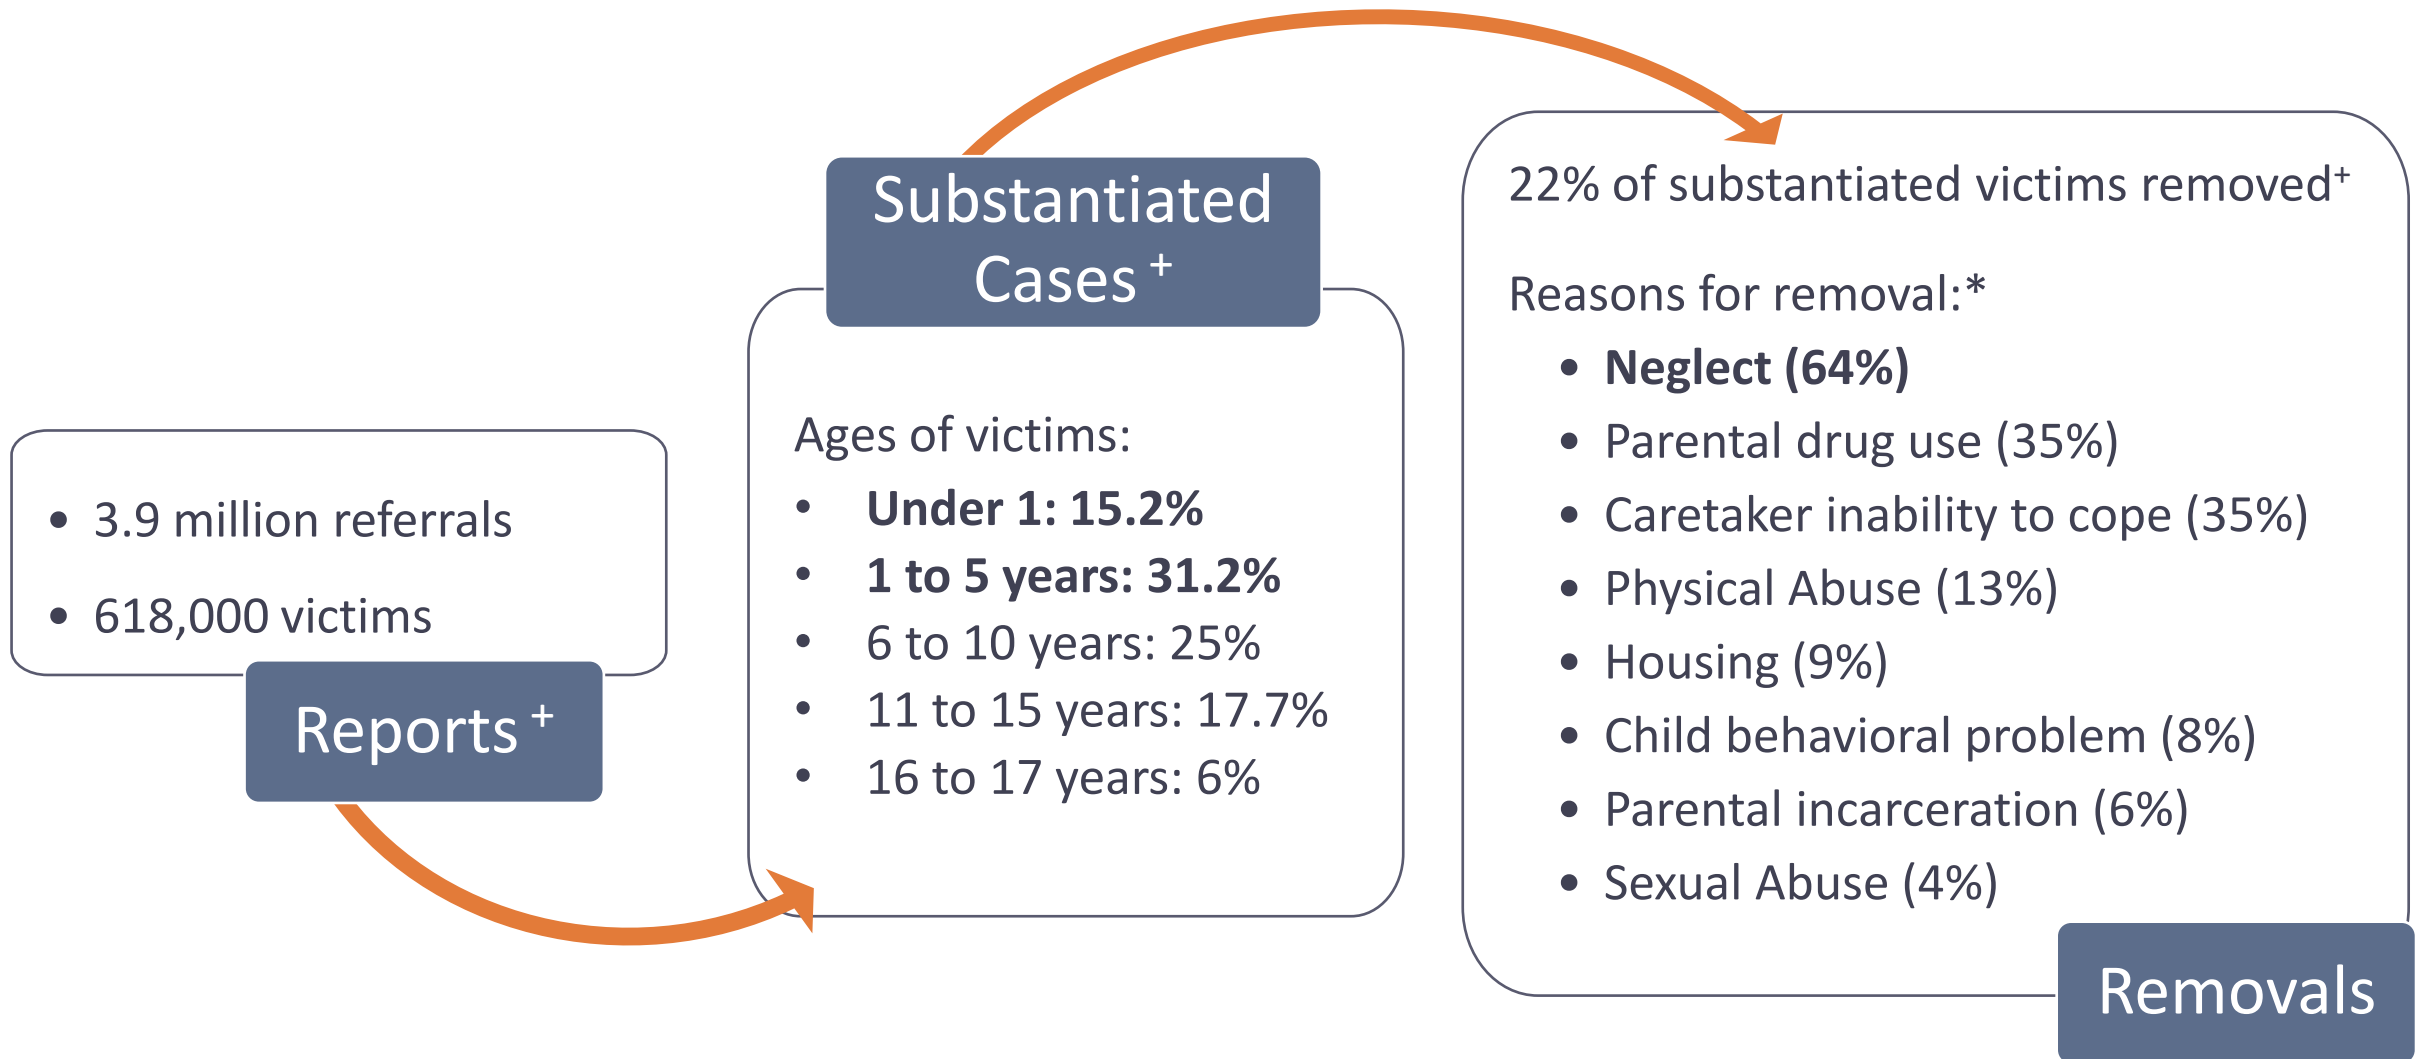 • 3.9 million referrals
• 618,000 victims
Reports +
Substantiated
Cases +
Ages of victims:
• Under 1: 15.2%
• 1 to 5 years: 31.2%
• 6 to 10 years: 25%
• 11 to 15 years: 17.7%
• 16 to 17 years: 6%
22% of substantiated victims removed+
Reasons for removal:*
• Neglect (64%)
• Parental drug use (35%)
• Caretaker inability to cope (35%)
• Physical Abuse (13%)
• Housing (9%)
• Child behavioral problem (8%)
• Parental incarceration (6%)
• Sexual Abuse (4%)
Removals